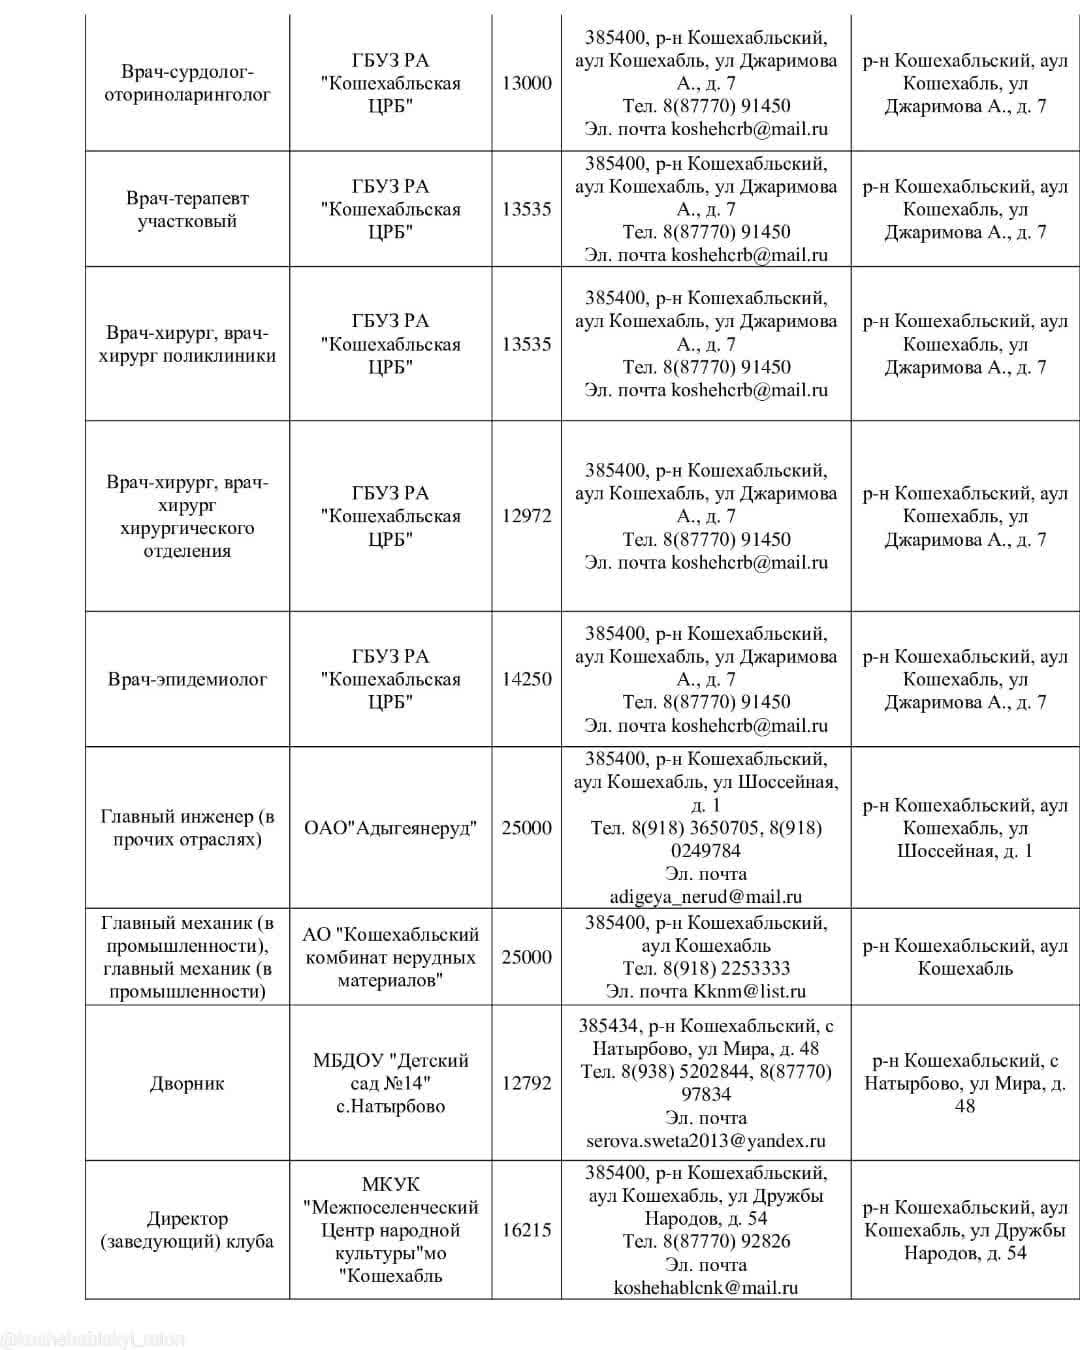 Врач-сурдолог-
оториноларинголог
ГБУЗ РА
"Кошехабльская
ЦРБ"
13000
385400, р-н Кошехабльский,
аул Кошехабль, ул Джаримова
А., д. 7
Тел. 8(87770) 91450
Эл. почта koshehcrb@mail.ru
р-н Кошехабльский, аул
Кошехабль, ул
Джаримова А., д. 7
Врач-терапевт
участковый
ГБУЗ РА
"Кошехабльская
ЦРБ"
13535
385400, р-н Кошехабльский,
аул Кошехабль, ул Джаримова
А., д. 7
Тел. 8(87770) 91450
Эл. почта koshehcrb@mail.ru
р-н Кошехабльский, аул
Кошехабль, ул
Джаримова А., д. 7
Врач-хирург, врач-
хирург поликлиники
ГБУЗ РА
"Кошехабльская
ЦРБ"
13535
385400, р-н Кошехабльский,
аул Кошехабль, ул Джаримова
А., д. 7
Тел. 8(87770) 91450
Эл. почта koshehcrb@mail.ru
р-н Кошехабльский, аул
Кошехабль, ул
Джаримова А., д. 7
Врач-хирург, врач-
хирург
хирургического
отделения
ГБУЗ РА
"Кошехабльская
ЦРБ"
12972
385400, р-н Кошехабльский,
аул Кошехабль, ул Джаримова
А., д. 7
Тел. 8(87770) 91450
Эл. почта koshehcrb@mail.ru
р-н Кошехабльский, аул
Кошехабль, ул
Джаримова А., д. 7
Врач-эпидемиолог
ГБУЗ РА
"Кошехабльская
ЦРБ"
14250
385400, р-н Кошехабльский,
аул Кошехабль, ул Джаримова
А., д. 7
Тел. 8(87770) 91450
Эл. почта koshehcrb@mail.ru
р-н Кошехабльский, аул
Кошехабль, ул
Джаримова А., д. 7
Главный инженер (в
прочих отраслях)
ОАО"Адыгеянеруд"
25000
385400, р-н Кошехабльский,
аул Кошехабль, ул Шоссейная,
д. 1
Тел. 8(918) 3650705, 8(918)
0249784
Эл. почта
adigeya_nerud@mail.ru
р-н Кошехабльский, аул
Кошехабль, ул
Шоссейная, д. 1
Главный механик (в
промышленности),
главный механик (в
промышленности)
АО "Кошехабльский
комбинат нерудных
материалов"
25000
385400, р-н Кошехабльский,
аул Кошехабль
Тел. 8(918) 2253333
Эл. почта Kknm@list.ru
р-н Кошехабльский, аул
Кошехабль
Дворник
МБДОУ "Детский
сад №14"
с.Натырбово
12792
385434, р-н Кошехабльский, с
Натырбово, ул Мира, д. 48
Тел. 8(938) 5202844, 8(87770)
97834
Эл. почта
serova.sweta2013@yandex.ru
р-н Кошехабльский, с
Натырбово, ул Мира, д.
48
Директор
(заведующий) клуба
МКУК
"Межпоселенческий
Центр народной
культуры"мо
"Кошехабль
16215
385400, р-н Кошехабльский,
аул Кошехабль, ул Дружбы
Народов, д. 54
Тел. 8(87770) 92826
Эл. почта
koshehablcnk@mail.ru
р-н Кошехабльский, аул
Кошехабль, ул Дружбы
Народов, д. 54